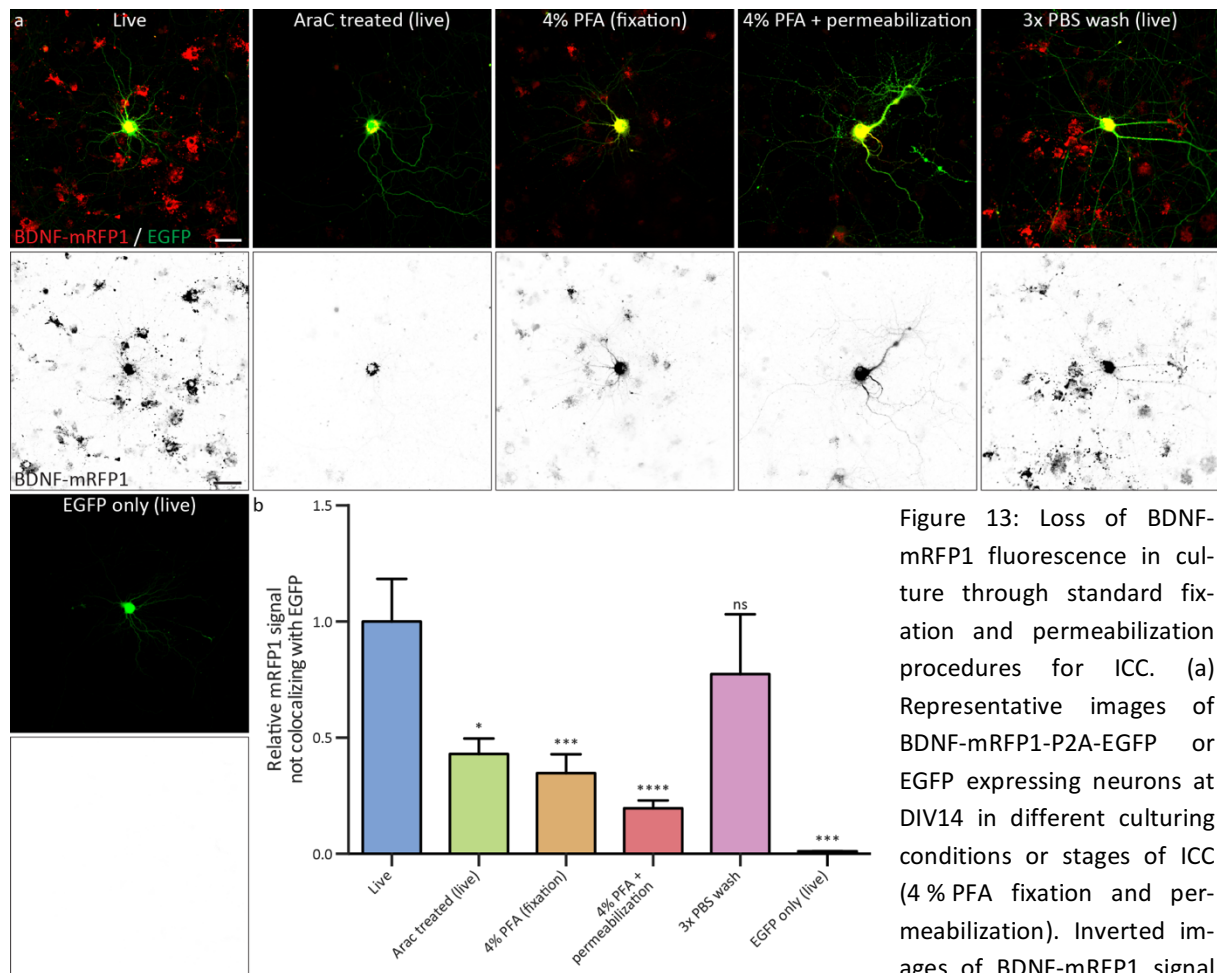 a
Live
AraC treated (live)
4% PFA (fixation)
4% PFA + permeabilization
3x PBS wash (live)
BDNF-mRFP1 / EGFP
BDNF-mRFP1
EGFP only (live)
b
Relative mRFP1 signal
not colocalizing with EGFP
1.5
1.0
0.5
0.0
*
***
****
ns
***
Live
Arac treated (live)
4% PFA (fixation)
4% PFA +
permeabilization
3x PBS wash
EGFP only (live)
Figure 13: Loss of BDNF-
mRFP1 fluorescence in cul-
ture through standard fix-
ation and permeabilization
procedures for ICC. (a)
Representative images of
BDNF-mRFP1-P2A-EGFP or
EGFP expressing neurons at
DIV14 in different culturing
conditions or stages of ICC
(4 % PFA fixation and per-
meabilization). Inverted im-
ages of BDNF-mRFP1 signal